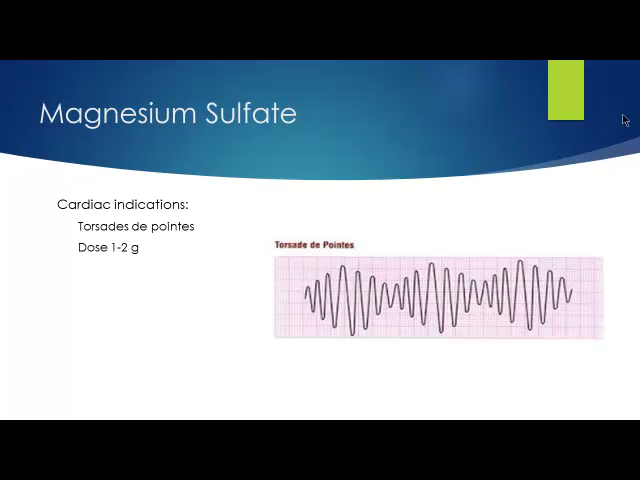 Magnesium Sulfate
Cardiac indications:
Torsades de pointes
Dose 1-2 g
Torsade de Pointes